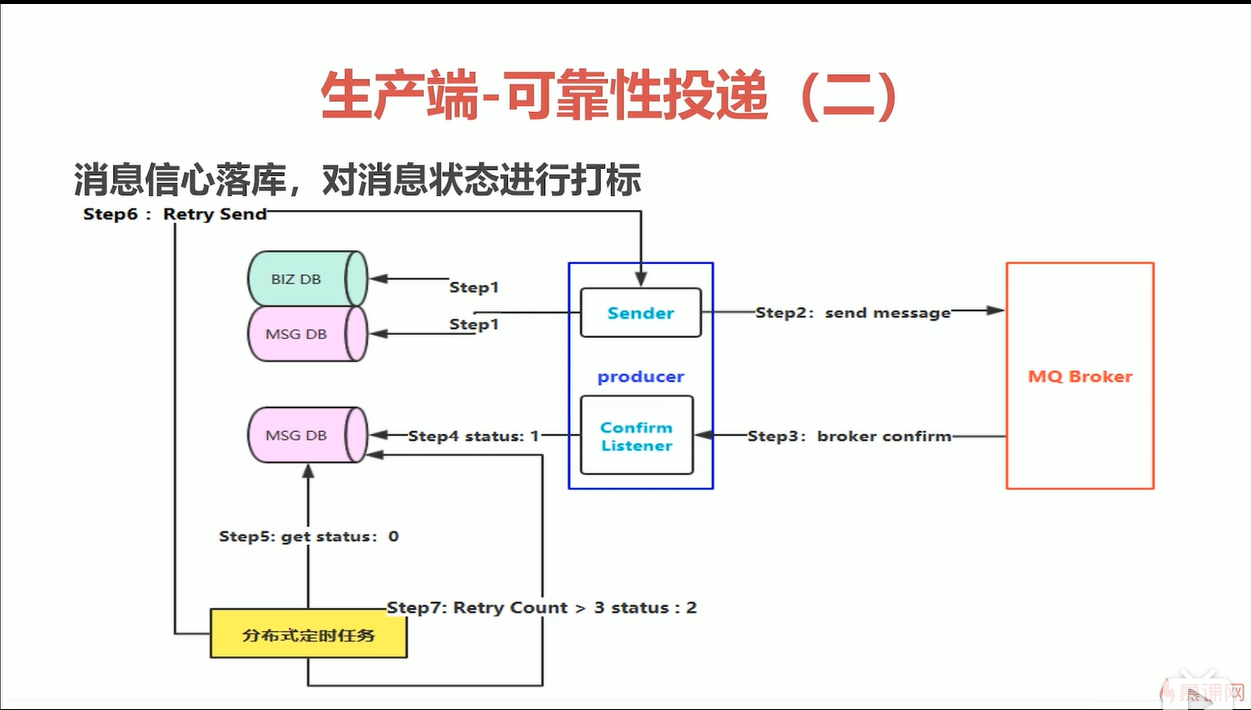 生产端-可靠性投递（二）
消息信心落库，对消息状态进行打标
Step6 ：Retry Send
BIZ DB
Step1
MSG DB
Step1
Sender
Step2：send message
producer
MQ Broker
MSG DB
Step4 status: 1
Confirm
Listener
Step3：broker confirm
Step5: get status：0
Step7: Retry Count > 3 status : 2
分布式定时任务
慕课网